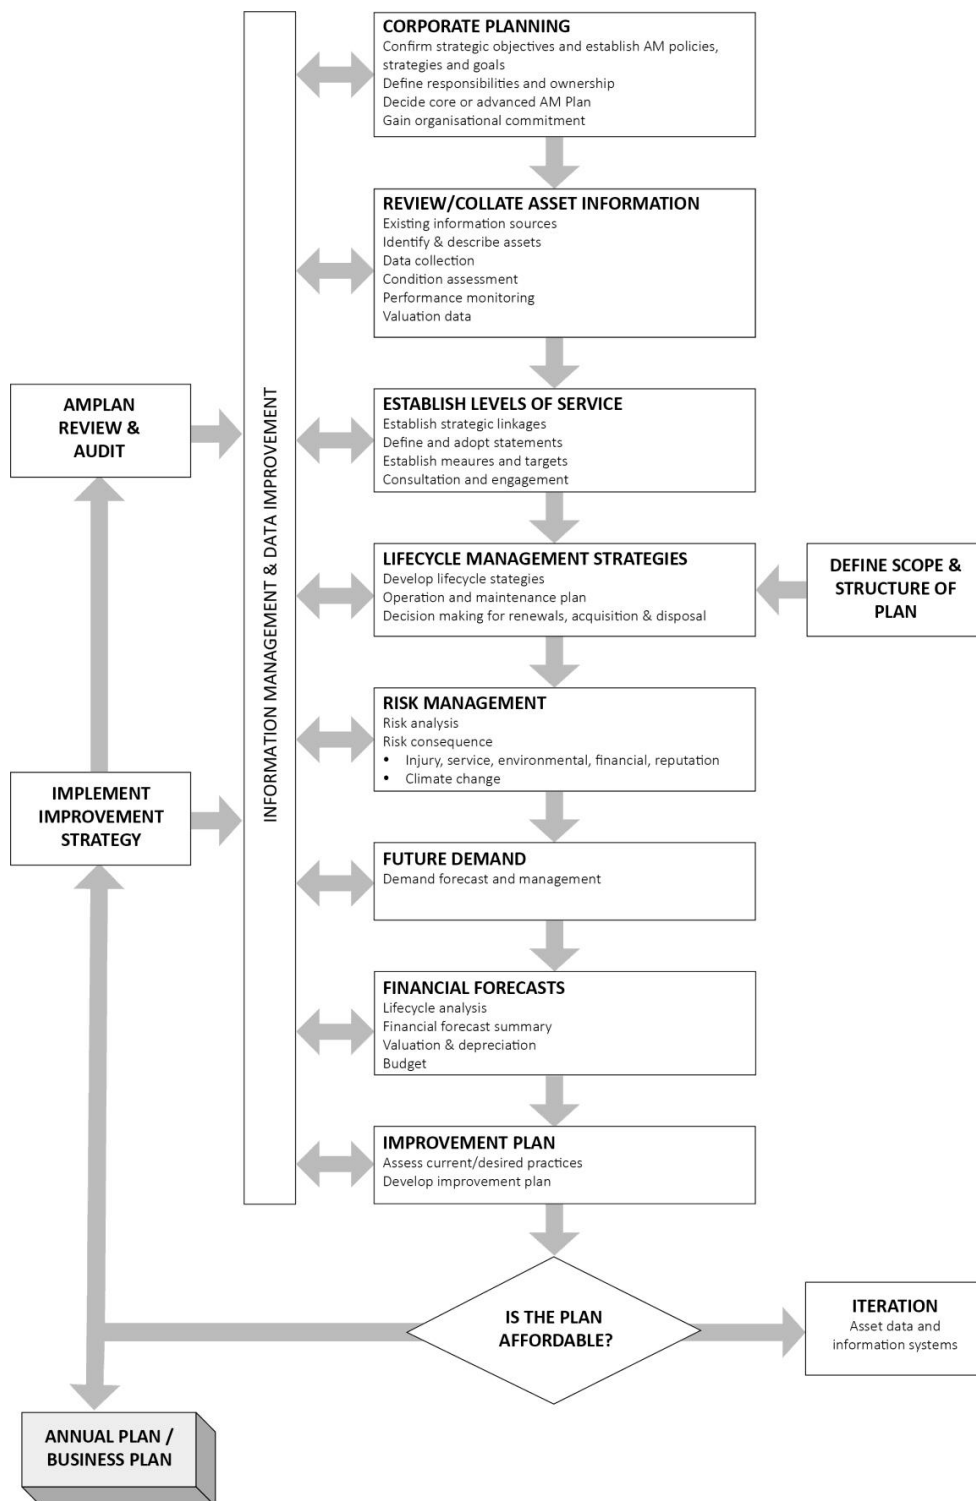 CORPORATE PLANNING
Confirm strategic objectives and establish AM policies,
strategies and goals
Define responsibilities and ownership
Decide core or advanced AM Plan
Gain organisational commitment
REVIEW/COLLATE ASSET INFORMATION
Existing information sources
Identify & describe assets
Data collection
Condition assessment
Performance monitoring
Valuation data
AMPLAN
REVIEW &
AUDIT
INFORMATION MANAGEMENT & DATA IMPROVEMENT
ESTABLISH LEVELS OF SERVICE
Establish strategic linkages
Define and adopt statements
Establish meaures and targets
Consultation and engagement
LIFECYCLE MANAGEMENT STRATEGIES
Develop lifecycle stategies
Operation and maintenance plan
Decision making for renewals, acquisition & disposal
DEFINE SCOPE &
STRUCTURE OF
PLAN
RISK MANAGEMENT
Risk analysis
Risk consequence
• Injury, service, environmental, financial, reputation
• Climate change
IMPLEMENT
IMPROVEMENT
STRATEGY
FUTURE DEMAND
Demand forecast and management
FINANCIAL FORECASTS
Lifecycle analysis
Financial forecast summary
Valuation & depreciation
Budget
IMPROVEMENT PLAN
Assess current/desired practices
Develop improvement plan
IS THE PLAN
AFFORDABLE?
ITERATION
Asset data and
information systems
ANNUAL PLAN /
BUSINESS PLAN